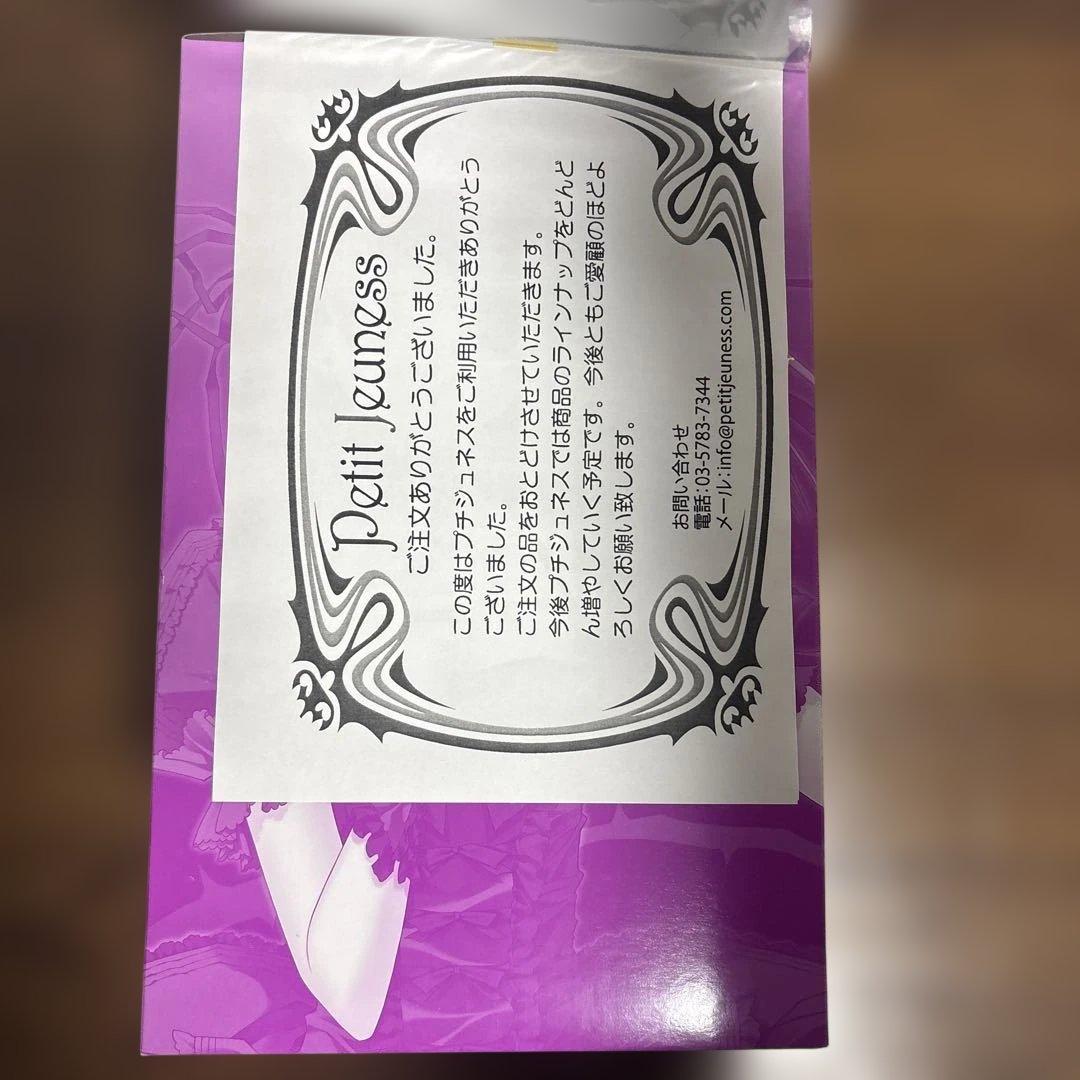 Petit Jeuness
ご注文ありがとうございました。
この度はプチジュネスをご利用いただきありがとう
ございました。
ご注文の品をおとどけさせていただきます。
今後プチジュネスでは商品のラインナップをどんど
ん増やしていく予定です。今後ともご愛顧のほどよ
ろしくお願い致します。
お問い合わせ
電話:03-5783-7344
メール:info@petitjeuness.com